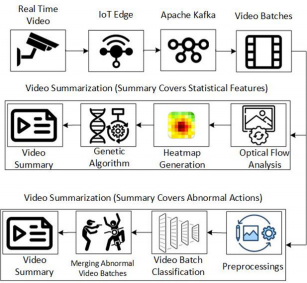 Real Time
Video
IoT Edge
Apache Kafka
Video Batches
Video Summarization (Summary Covers Statistical Features)
Video
Summary
Genetic
Algorithm
Heatmap
Generation
Optical Flow
Analysis
Video Summarization (Summary Covers Abnormal Actions)
Video
Summary
Merging Abnormal
Video Batches
Video Batch
Classification
Preprocessings